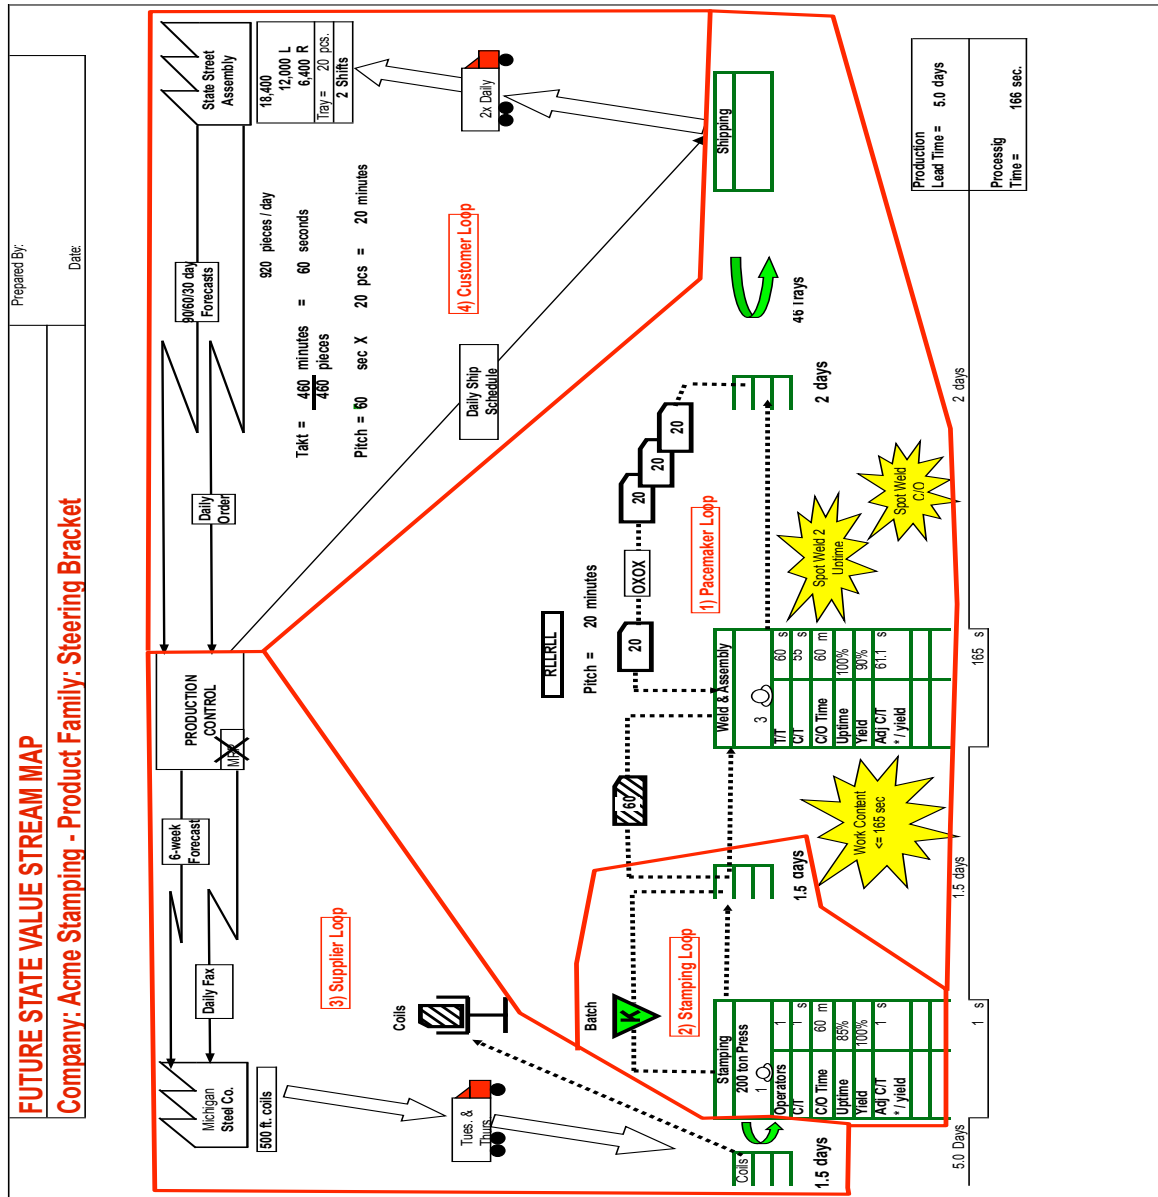 FUTURE STATE VALUE STREAM MAP
Company: Acme Stamping - Product Family: Steering Bracket
Prepared By:
Date:
Michigan
Steel Co.
500 ft. coils
6-week
Forecast
Daily Fax
PRODUCTION
CONTROL
Daily
Order
90/60/30 day
Forecasts
State Street
Assembly
18,400
12,000 L
6,400 R
Tray = 20 pcs.
2 Shifts
920 pieces / day
Takt = 460 minutes = 60 seconds
460 pieces
Pitch = 60 sec X 20 pcs = 20 minutes
Tues. &
Thurs
3) Supplier Loop
Coils
Daily Ship
Schedule
4) Customer Loop
2x Daily
Batch
K
2) Stamping Loop
60
RLLRLL
Pitch = 20 minutes
20
OXOX
20
20
20
1) Pacemaker Loop
Coils
1.5 days
Stamping
200 ton Press
1
Operators 1
C/T 1 s
C/O Time 60 m
Uptime 85%
Yield 100%
Adj C/T 1 s
* / yield
1.5 days
Weld & Assembly
3
T/T 60 s
C/T 55 s
C/O Time 60 m
Uptime 100%
Yield 90%
Adj C/T 61.1 s
* / yield
Work Content
<= 165 sec
Spot Weld 2
Uptime
Spot Weld
C/O
2 days
46 Trays
Shipping
5.0 Days
1 s
1.5 days
165 s
2 days
Production
Lead Time = 5.0 days
Processig
Time = 166 sec.